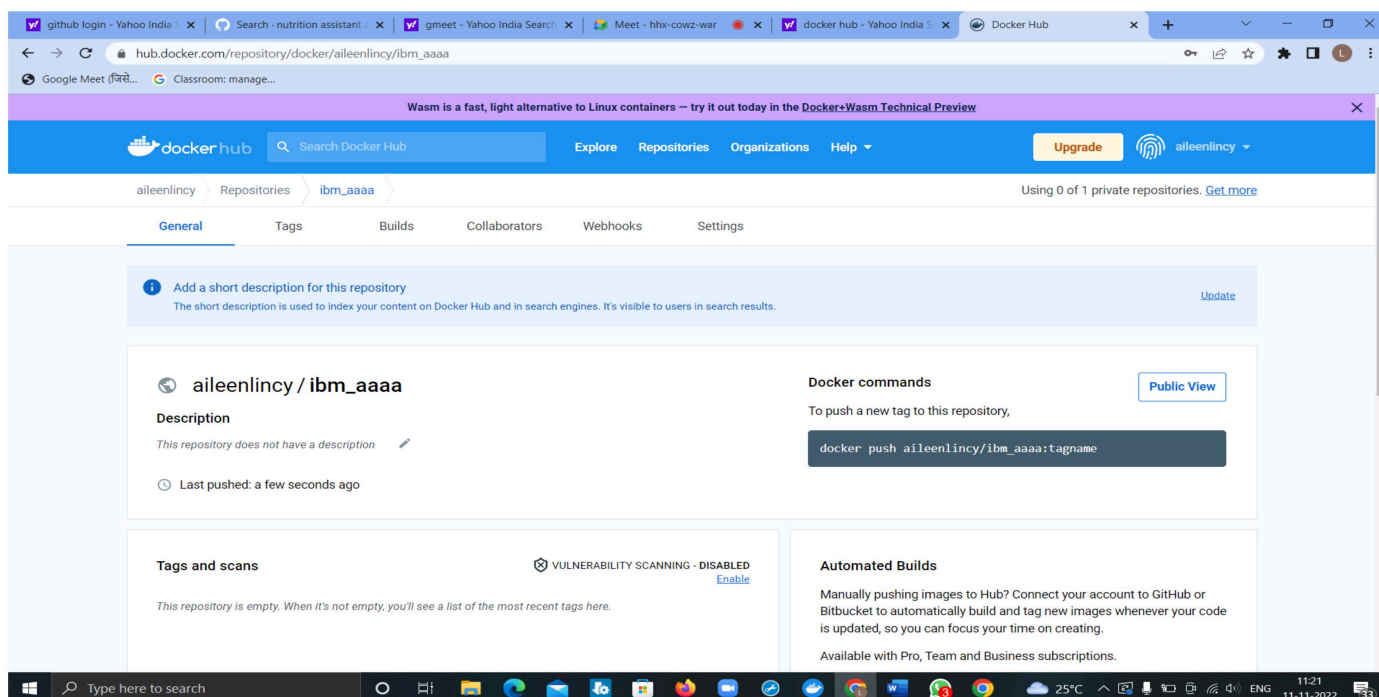 github login - Yahoo India S
Search · nutrition assistant a
gmeet - Yahoo India Search
Meet - hhx-cowz-war
docker hub - Yahoo India Se
Docker Hub
hub.docker.com/repository/docker/aileenlincy/ibm_aaaa
L
Google Meet (जिसे...
Classroom: manage...
Wasm is a fast, light alternative to Linux containers — try it out today in the Docker+Wasm Technical Preview
dockerhub
Search Docker Hub
Explore Repositories Organizations Help
Upgrade
aileenlincy
aileenlincy Repositories ibm_aaaa
Using 0 of 1 private repositories. Get more
General Tags Builds Collaborators Webhooks Settings
Add a short description for this repository
The short description is used to index your content on Docker Hub and in search engines. It's visible to users in search results.
Update
aileenlincy / ibm_aaaa
Description
This repository does not have a description
Last pushed: a few seconds ago
Docker commands
Public View
To push a new tag to this repository,
docker push aileenlincy/ibm_aaaa:tagname
Tags and scans
VULNERABILITY SCANNING - DISABLED
Enable
This repository is empty. When it's not empty, you'll see a list of the most recent tags here.
Automated Builds
Manually pushing images to Hub? Connect your account to GitHub or
Bitbucket to automatically build and tag new images whenever your code
is updated, so you can focus your time on creating.
Available with Pro, Team and Business subscriptions.
Type here to search
25°C
ENG
11:21
11-11-2022
33